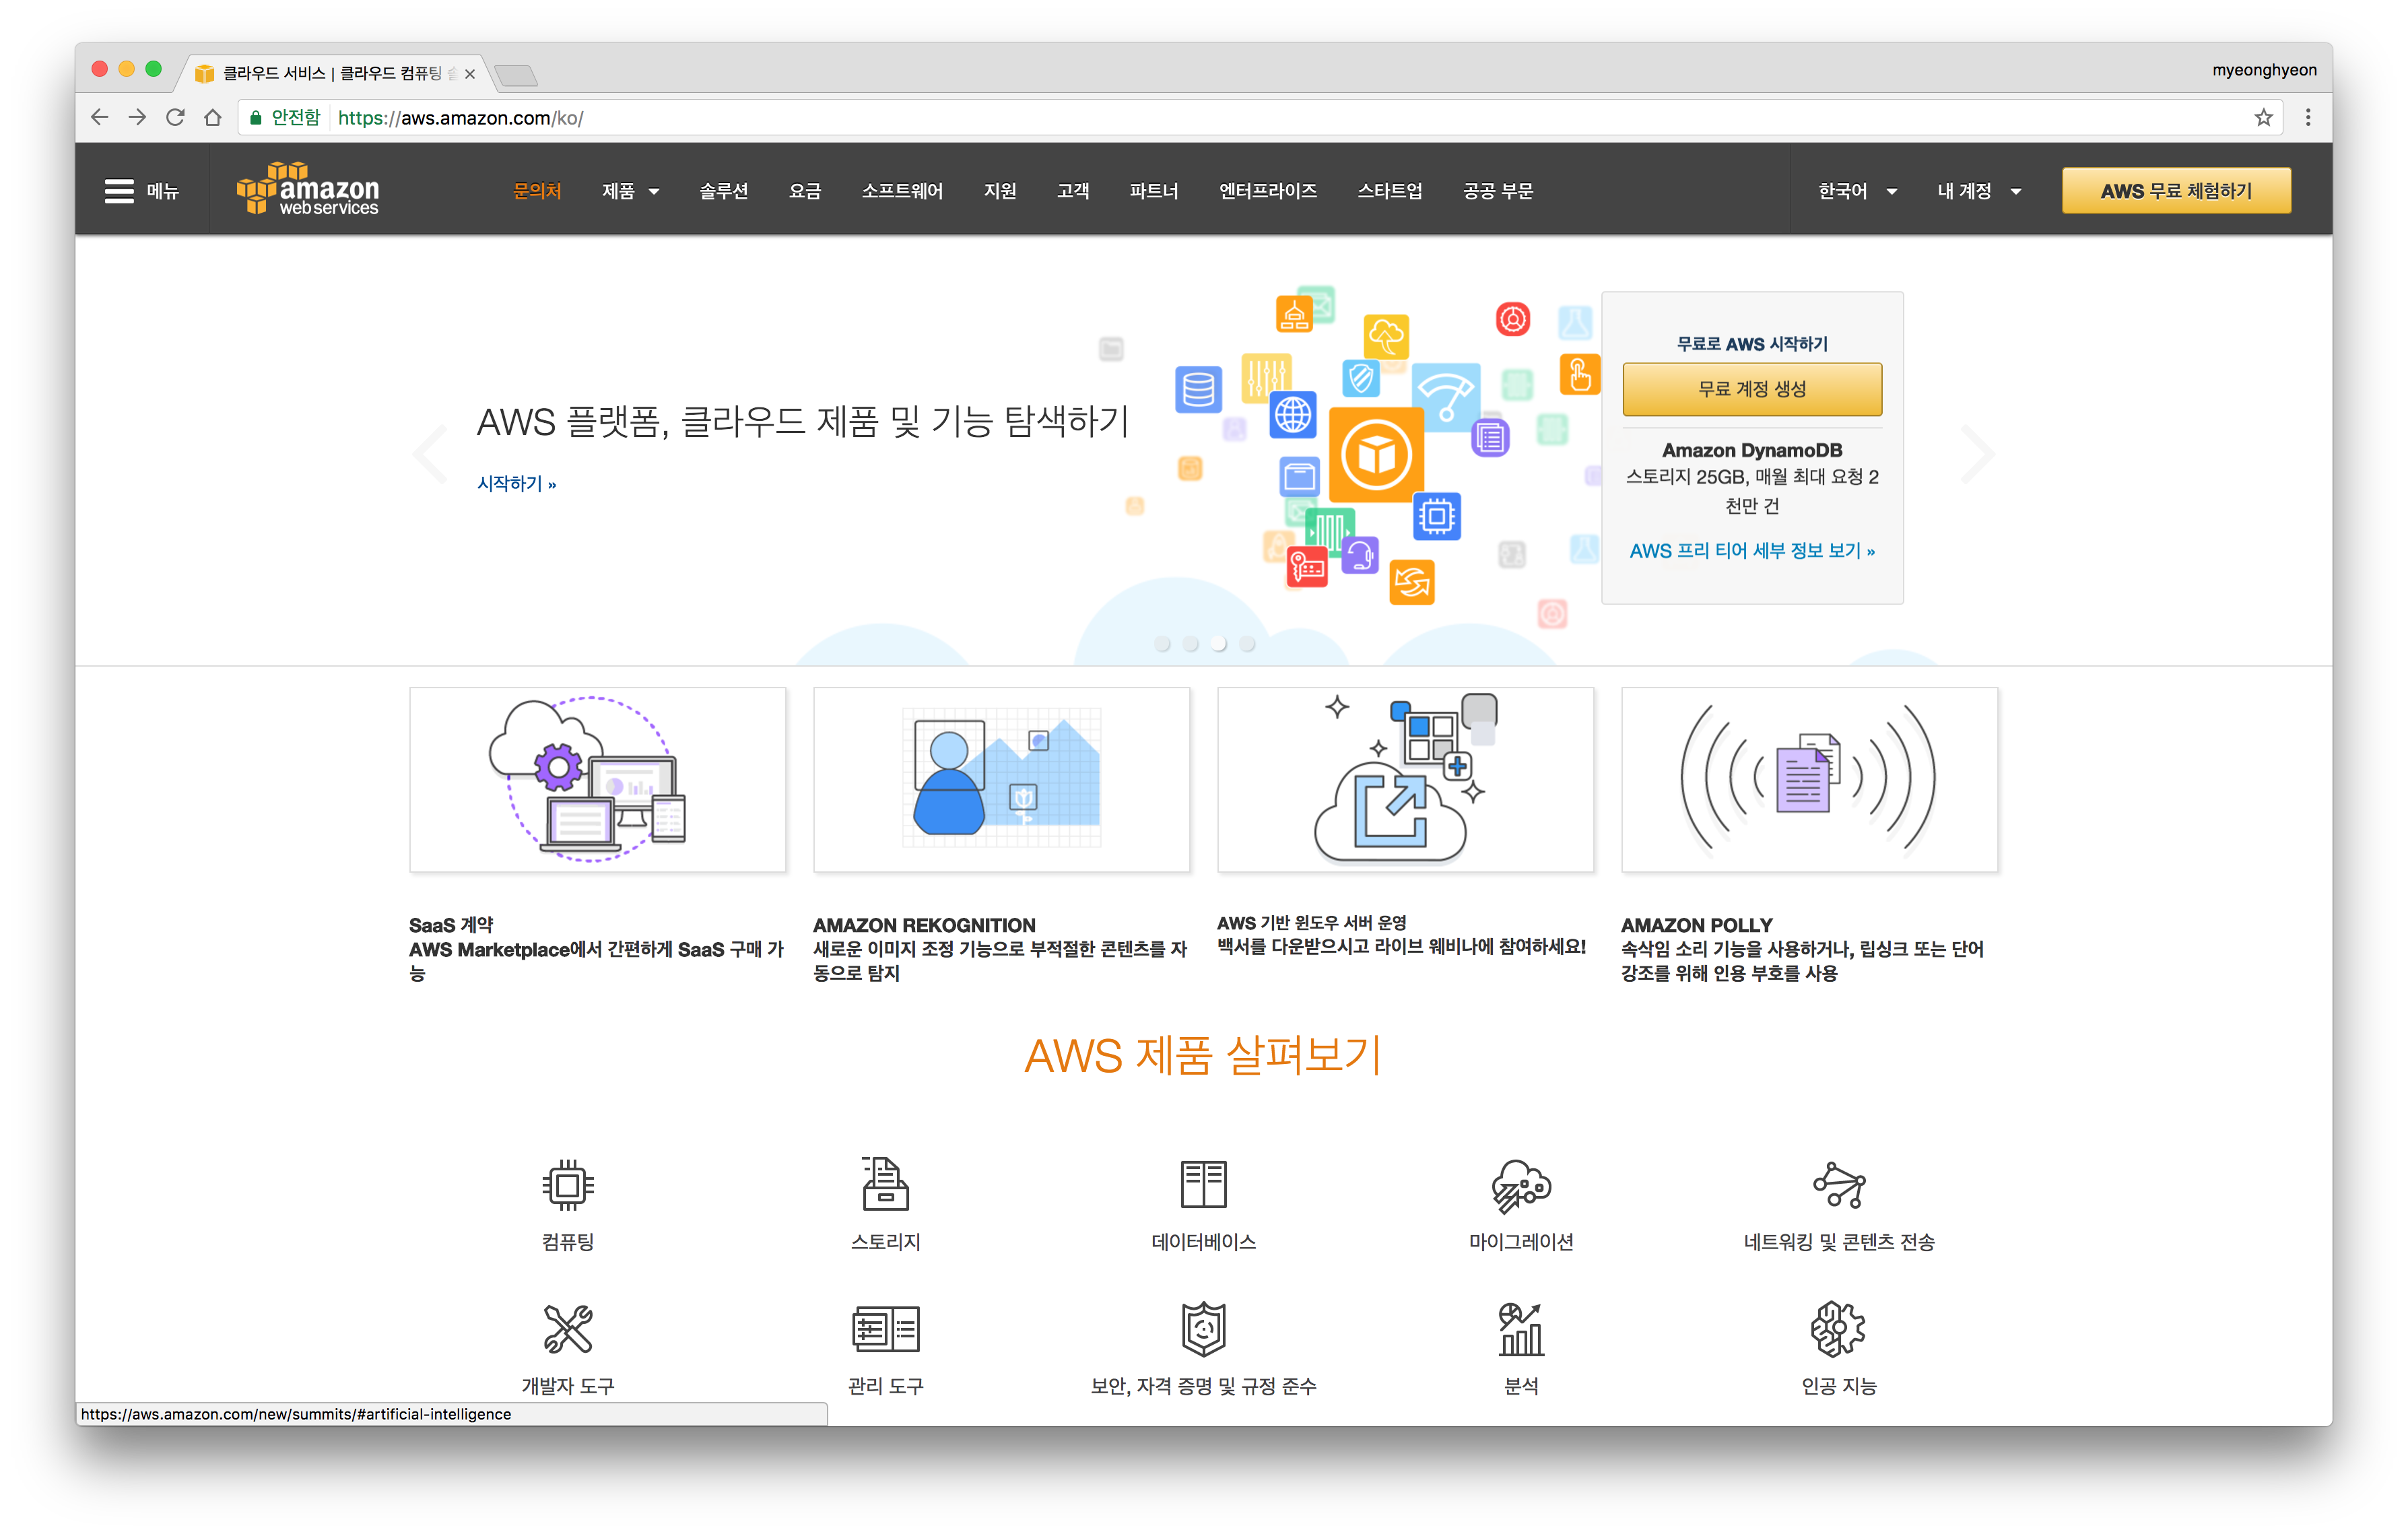 클라우드 서비스 | 클라우드 컴퓨팅
myeonghyeon
안전함 https://aws.amazon.com/ko/
메뉴
amazon
web services
문의처 제품 솔루션 요금 소프트웨어 지원 고객 파트너 엔터프라이즈 스타트업 공공 부문
한국어 내 계정 AWS 무료 체험하기
AWS 플랫폼, 클라우드 제품 및 기능 탐색하기
시작하기 »
무료로 AWS 시작하기
무료 계정 생성
Amazon DynamoDB
스토리지 25GB, 매월 최대 요청 2
천만 건
AWS 프리 티어 세부 정보 보기 »
SaaS 계약
AWS Marketplace에서 간편하게 SaaS 구매 가
능
AMAZON REKOGNITION
새로운 이미지 조정 기능으로 부적절한 콘텐츠를 자
동으로 탐지
AWS 기반 윈도우 서버 운영
백서를 다운받으시고 라이브 웨비나에 참여하세요!
AMAZON POLLY
속삭임 소리 기능을 사용하거나, 립싱크 또는 단어
강조를 위해 인용 부호를 사용
AWS 제품 살펴보기
컴퓨팅
스토리지
데이터베이스
마이그레이션
네트워킹 및 콘텐츠 전송
개발자 도구
관리 도구
보안, 자격 증명 및 규정 준수
분석
인공 지능
https://aws.amazon.com/new/summits/#artificial-intelligence